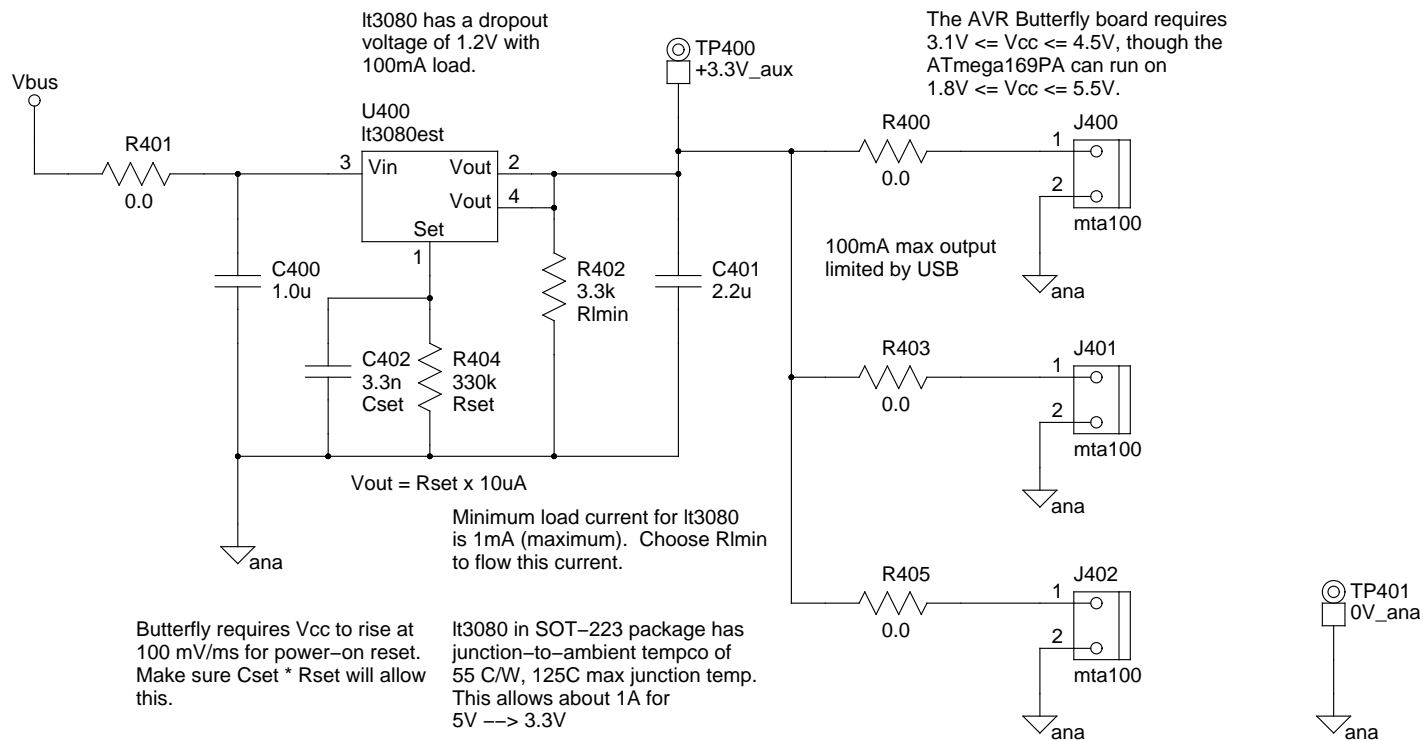 lt3080 has a dropout
voltage of 1.2V with
100mA load.
The AVR Butterfly board requires
3.1V <= Vcc <= 4.5V, though the
ATmega169PA can run on
1.8V <= Vcc <= 5.5V.
TP400
+3.3V_aux
Vbus
U400
lt3080est
R401
0.0
3
Vin
Vout
2
Vout
4
Set
1
R400
0.0
J400
1
2
mta100
ana
100mA max output
limited by USB
C400
1.0u
R402
3.3k
Rlmin
C401
2.2u
C402
3.3n
Cset
R404
330k
Rset
R403
0.0
J401
1
2
mta100
ana
Vout = Rset x 10uA
ana
Minimum load current for lt3080
is 1mA (maximum).  Choose Rlmin
to flow this current.
R405
0.0
J402
1
2
mta100
ana
TP401
0V_ana
ana
Butterfly requires Vcc to rise at
100 mV/ms for power−on reset.
Make sure Cset * Rset will allow
this.
lt3080 in SOT−223 package has
junction−to−ambient tempco of
55 C/W, 125C max junction temp.
This allows about 1A for
5V −−> 3.3V